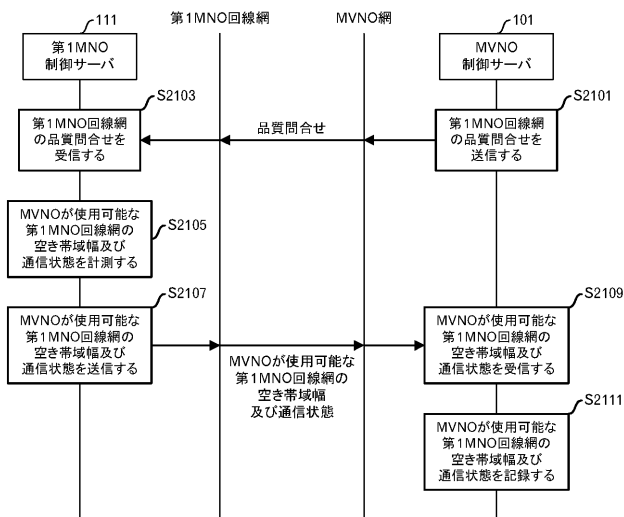 111
第1MNO
制御サーバ
第1MNO回線網
MVNO網
101
MVNO
制御サーバ
S2103
第1MNO回線網
の品質問合せを
受信する
品質問合せ
S2101
第1MNO回線網
の品質問合せを
送信する
MVNOが使用可能な
第1MNO回線網の
空き帯域幅及び
通信状態を計測する
S2105
S2107
MVNOが使用可能な
第1MNO回線網の
空き帯域幅及び
通信状態を送信する
MVNOが使用可能な
第1MNO回線網の
空き帯域幅
及び通信状態
S2109
MVNOが使用可能な
第1MNO回線網の
空き帯域幅及び
通信状態を受信する
S2111
MVNOが使用可能な
第1MNO回線網の
空き帯域幅及び
通信状態を記録する